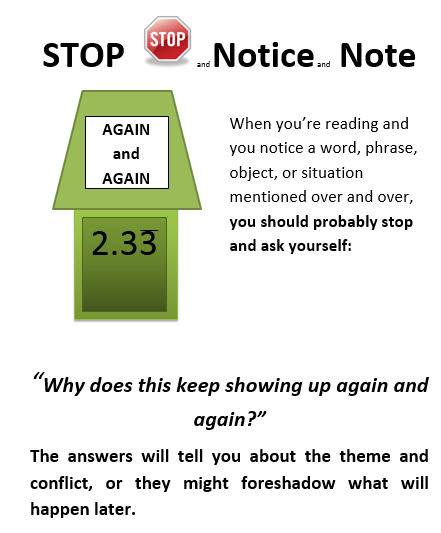 STOP STOP and Notice and Note
AGAIN
and
AGAIN
2.33̅
When you’re reading and
you notice a word, phrase,
object, or situation
mentioned over and over,
you should probably stop
and ask yourself:
“Why does this keep showing up again and
again?”
The answers will tell you about the theme and
conflict, or they might foreshadow what will
happen later.